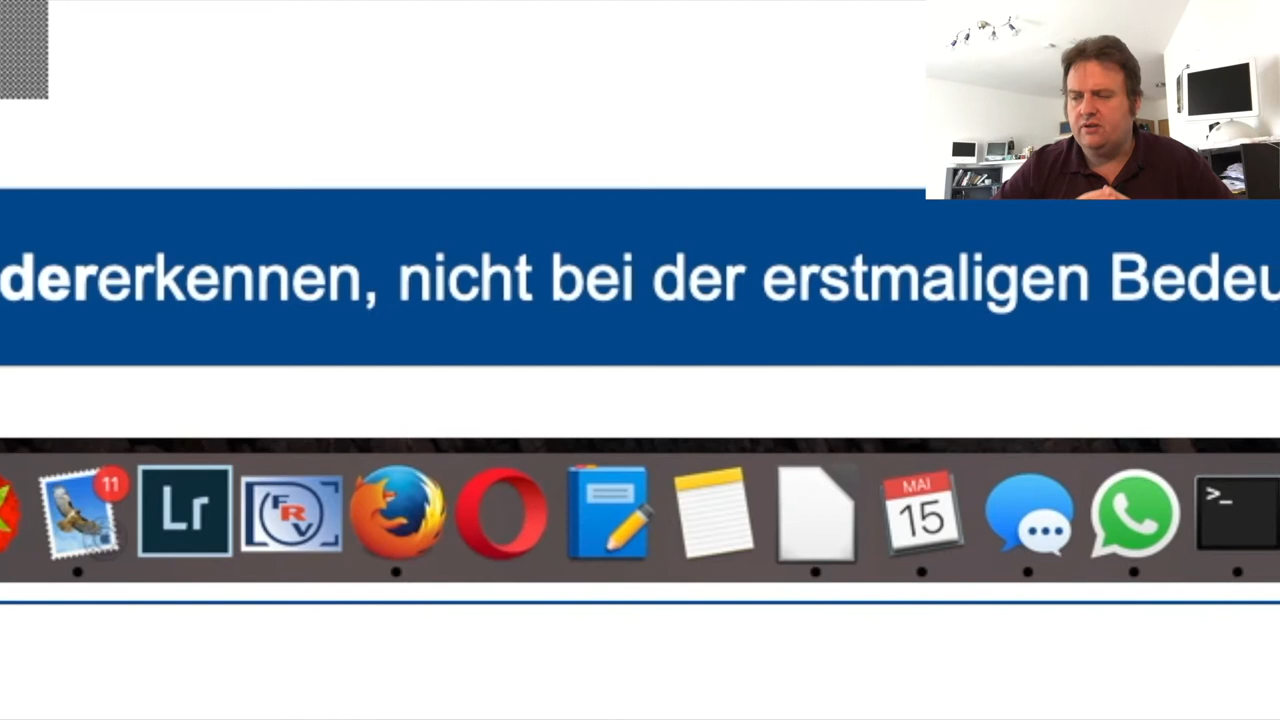 dererkennen, nicht bei der erstmaligen Bedeu
11
Lr
FRV
MAI
15
>_